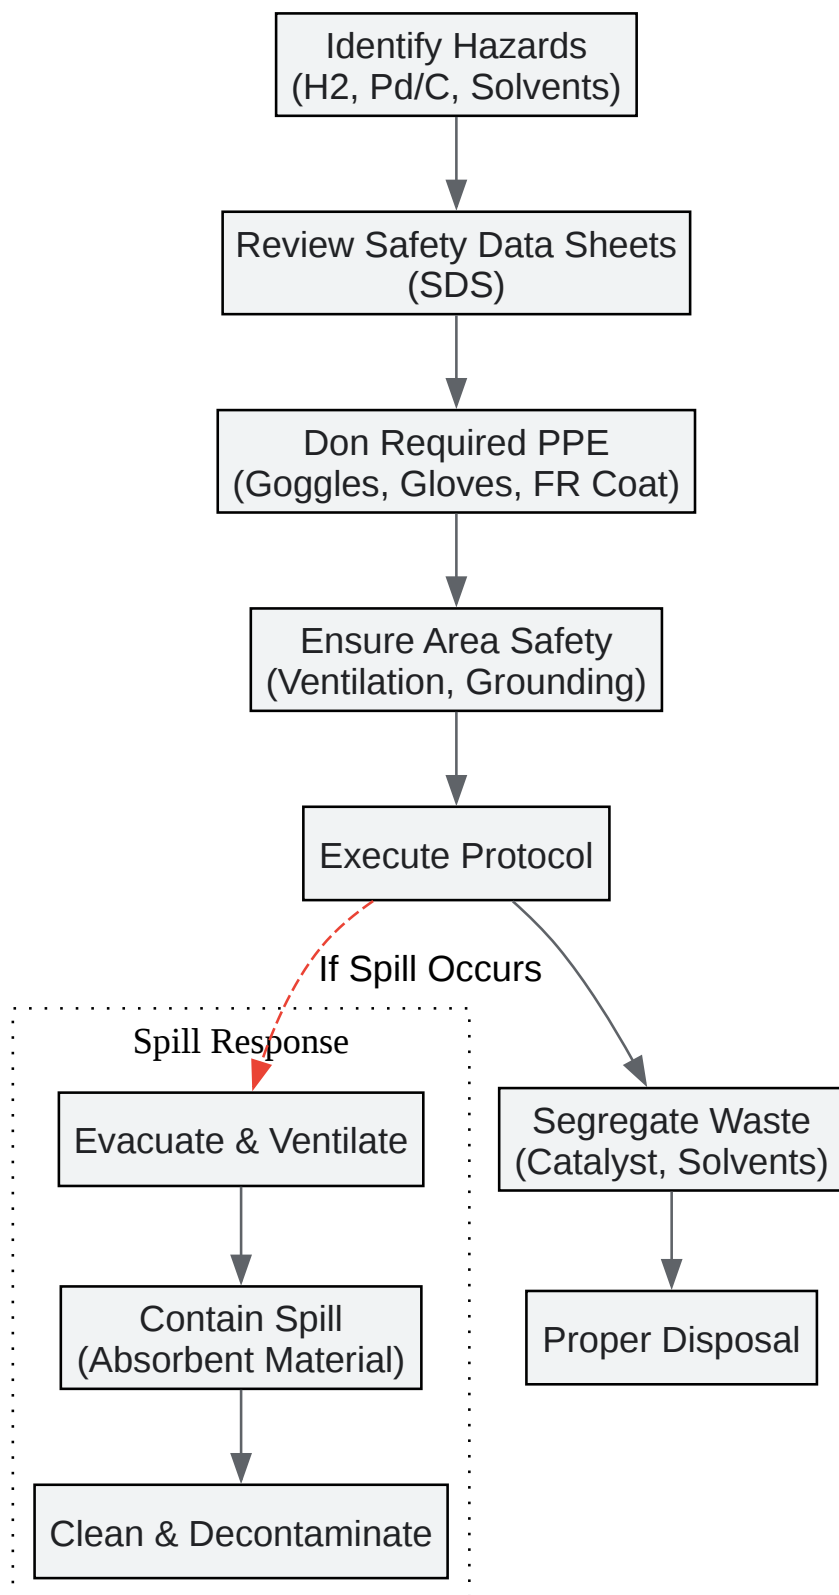 Identify Hazards
(H2, Pd/C, Solvents)
Review Safety Data Sheets
(SDS)
Don Required PPE
(Goggles, Gloves, FR Coat)
Ensure Area Safety
(Ventilation, Grounding)
Execute Protocol
If Spill Occurs
Spill Response
Evacuate & Ventilate
Contain Spill
(Absorbent Material)
Clean & Decontaminate
Segregate Waste
(Catalyst, Solvents)
Proper Disposal